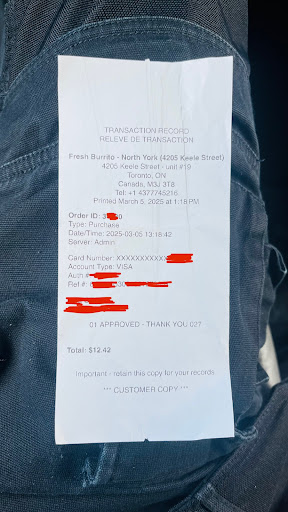 TRANSACTION RECORD
RELEVE DE TRANSACTION
Fresh Burrito - North York (4205 Keele Street)
4205 Keele Street - unit #19
Toronto, ON
Canada, M3J 3T8
Tel: +1 4377745216
Printed March 5, 2025 at 1:18 PM
Order ID: 3
Type: Purchase
Date/Time: 2025-03-05 13:18:42
Server: Admin
Card Number: XXXXXXXXXXX
Account Type: VISA
Auth #:
Ref #:
01 APPROVED - THANK YOU 027
Total: $12.42
Important - retain this copy for your records
*** CUSTOMER COPY ***